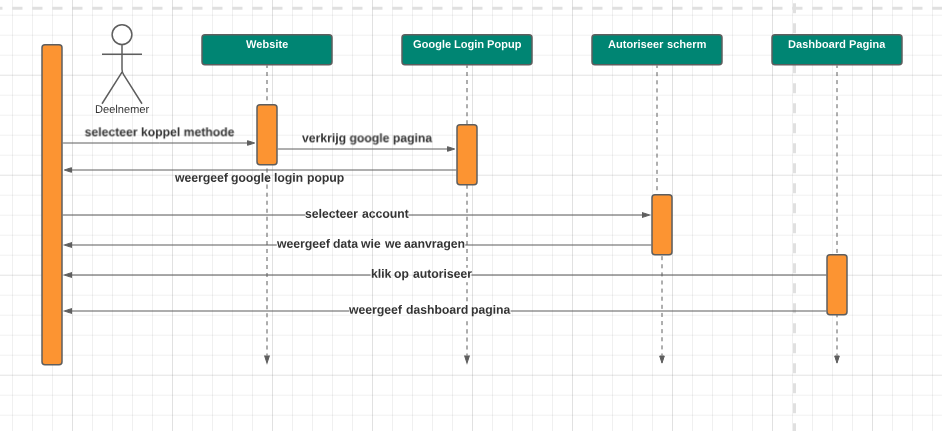 Website
Google Login Popup
Autoriseer scherm
Dashboard Pagina
Deelnemer
selecteer koppel methode
verkrijg google pagina
weergeef google login popup
selecteer account
weergeef data wie we aanvragen
klik op autoriseer
weergeef dashboard pagina